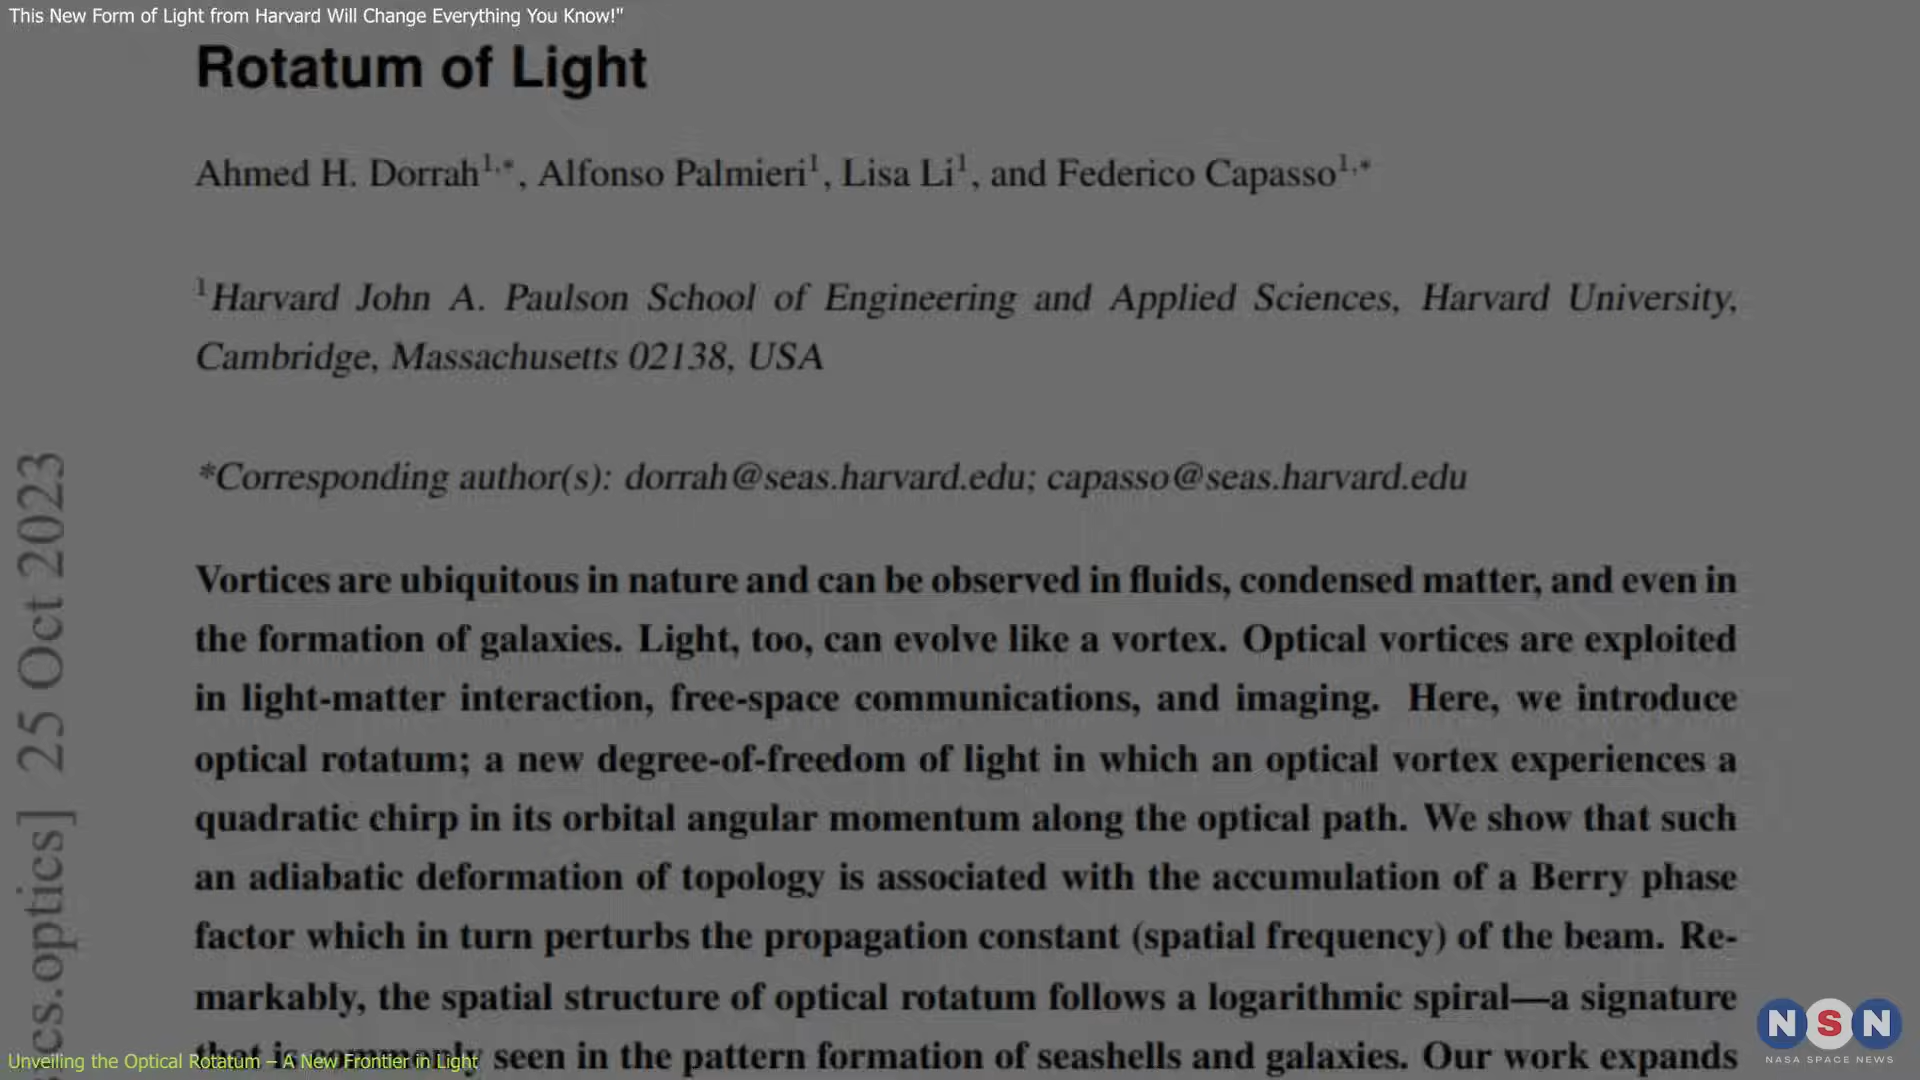 This New Form of Light from Harvard Will Change Everything You Know!"
Rotatum of Light
Ahmed H. Dorrah1,*, Alfonso Palmieri1, Lisa Li1, and Federico Capasso1,*
1Harvard John A. Paulson School of Engineering and Applied Sciences, Harvard University,
Cambridge, Massachusetts 02138, USA
*Corresponding author(s): dorrah@seas.harvard.edu; capasso@seas.harvard.edu
Vortices are ubiquitous in nature and can be observed in fluids, condensed matter, and even in
the formation of galaxies. Light, too, can evolve like a vortex. Optical vortices are exploited
in light-matter interaction, free-space communications, and imaging. Here, we introduce
optical rotatum; a new degree-of-freedom of light in which an optical vortex experiences a
quadratic chirp in its orbital angular momentum along the optical path. We show that such
an adiabatic deformation of topology is associated with the accumulation of a Berry phase
factor which in turn perturbs the propagation constant (spatial frequency) of the beam. Re-
markably, the spatial structure of optical rotatum follows a logarithmic spiral—a signature
that is commonly seen in the pattern formation of seashells and galaxies. Our work expands
cs.optics] 25 Oct 2023
Unveiling the Optical Rotatum – A New Frontier in Light
NSN
NASA SPACE NEWS